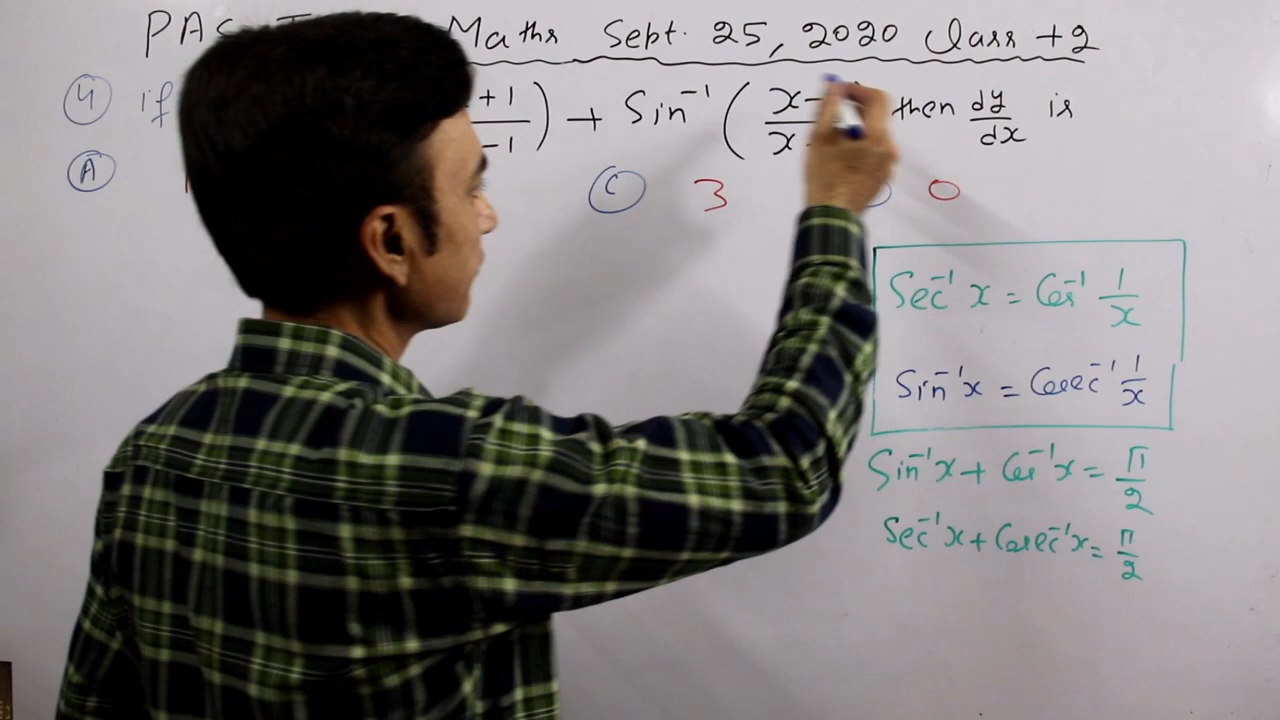 PAS Maths Sept. 25, 2020 Class +2
4 if +1/-1 ) + Sin⁻¹ ( x-/x then dy/dx is
A C 3 0
Sec⁻¹ x = Cos⁻¹ 1/x
Sin⁻¹x = Cosec⁻¹ 1/x
Sin⁻¹x + Cos⁻¹x = π/2
Sec⁻¹x + Cosec⁻¹x = π/2